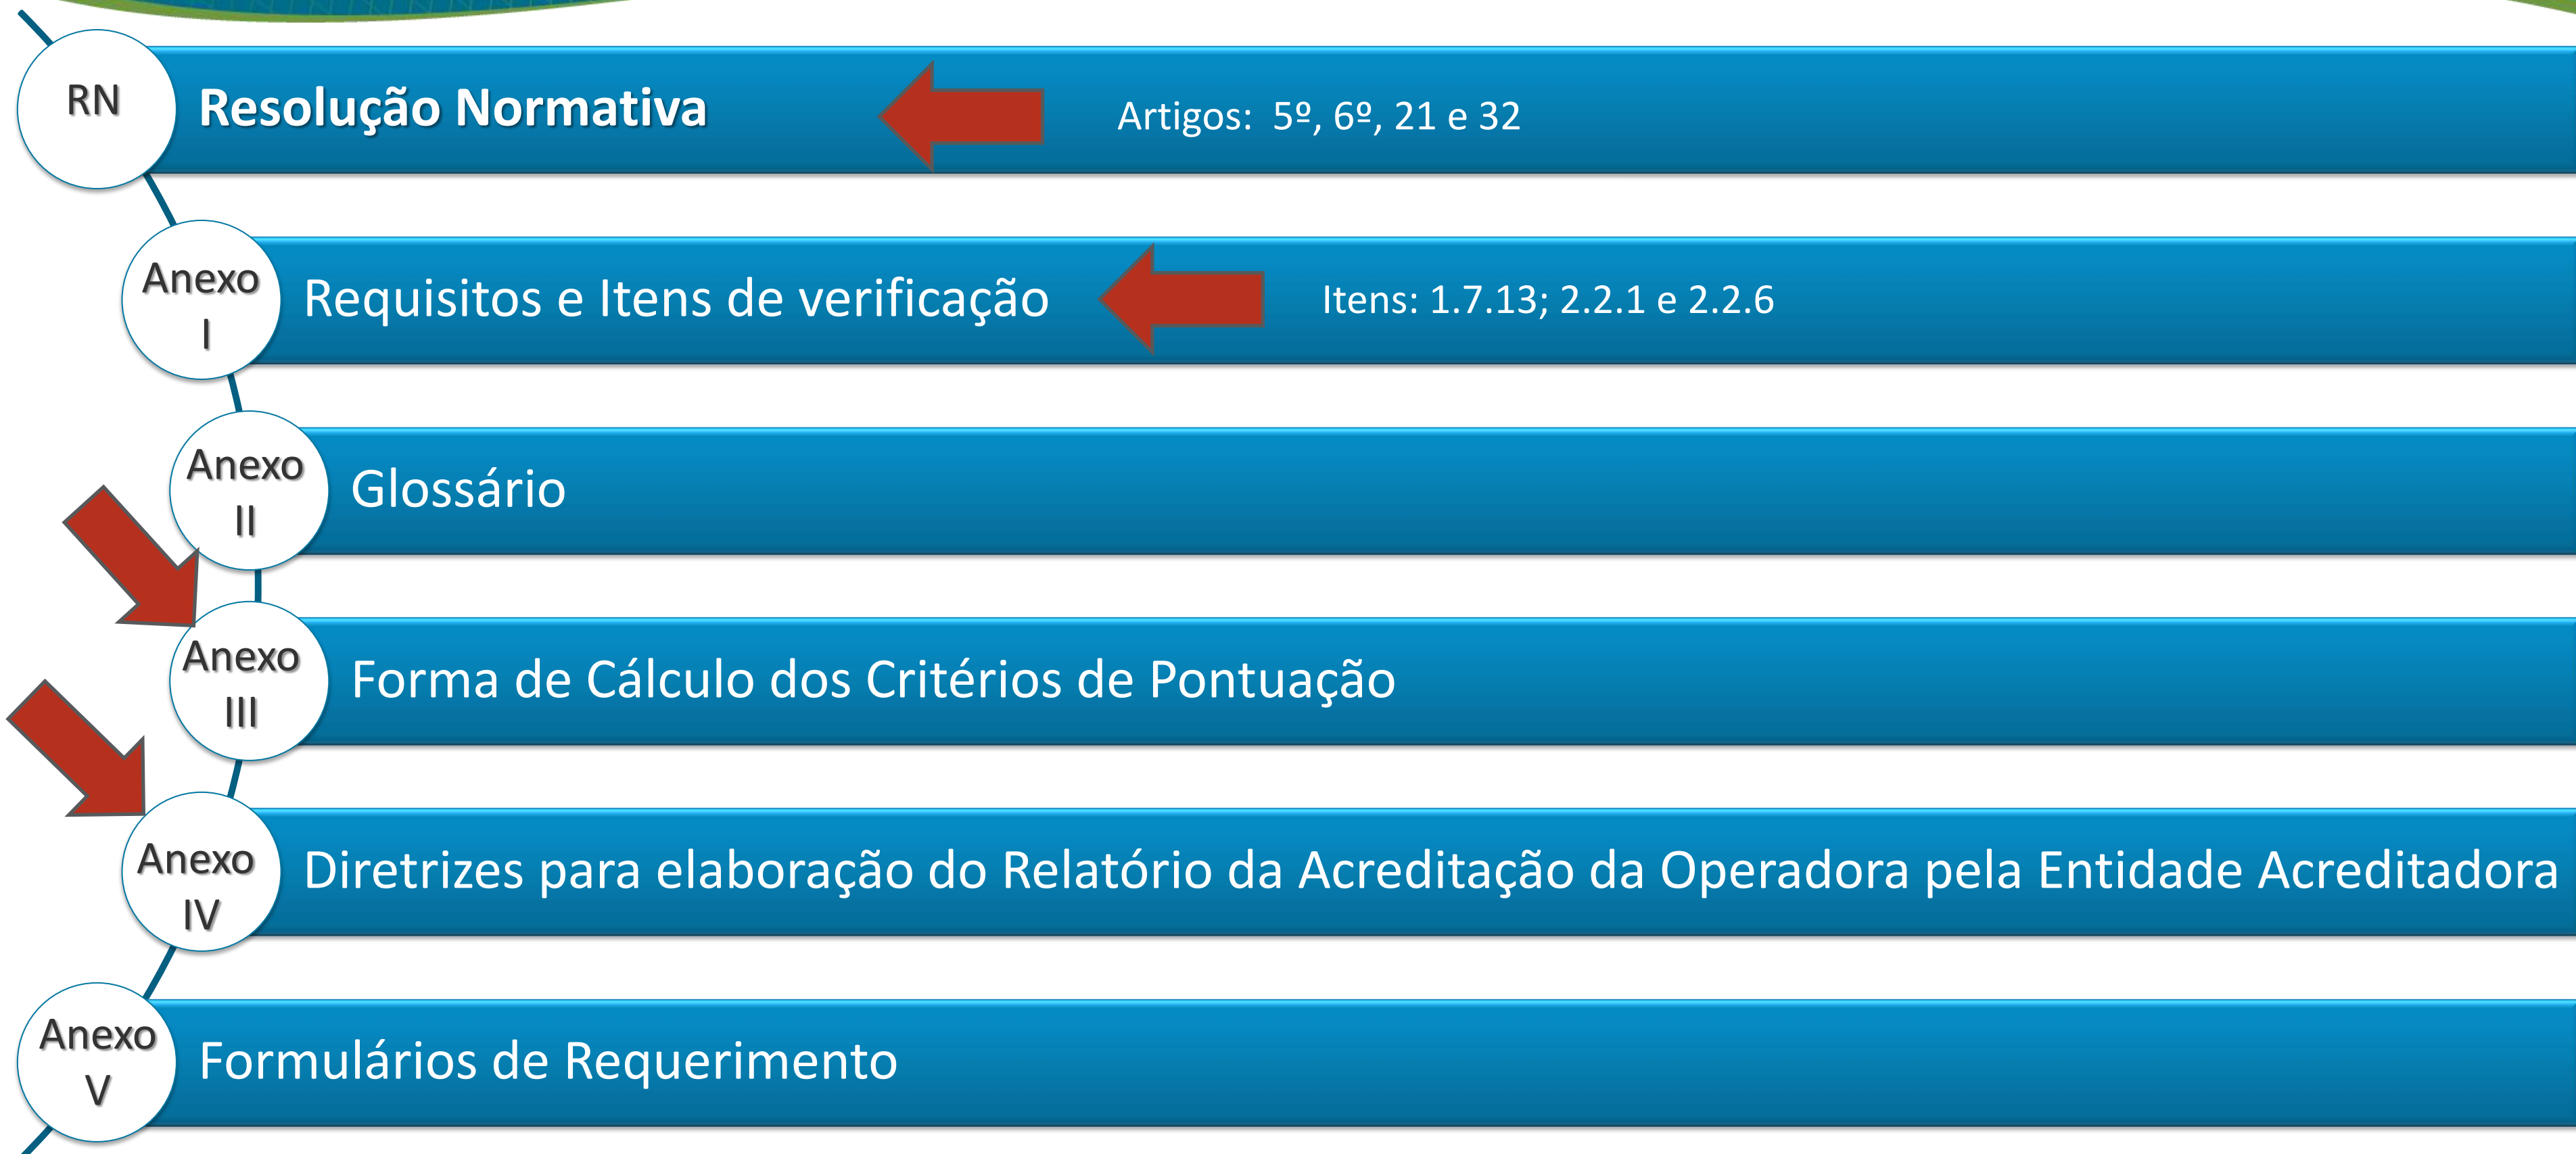 RN
Resolução Normativa
Artigos: 5º, 6º, 21 e 32
Anexo
I
Requisitos e Itens de verificação
Itens: 1.7.13; 2.2.1 e 2.2.6
Anexo
II
Glossário
Anexo
III
Forma de Cálculo dos Critérios de Pontuação
Anexo
IV
Diretrizes para elaboração do Relatório da Acreditação da Operadora pela Entidade Acreditadora
Anexo
V
Formulários de Requerimento